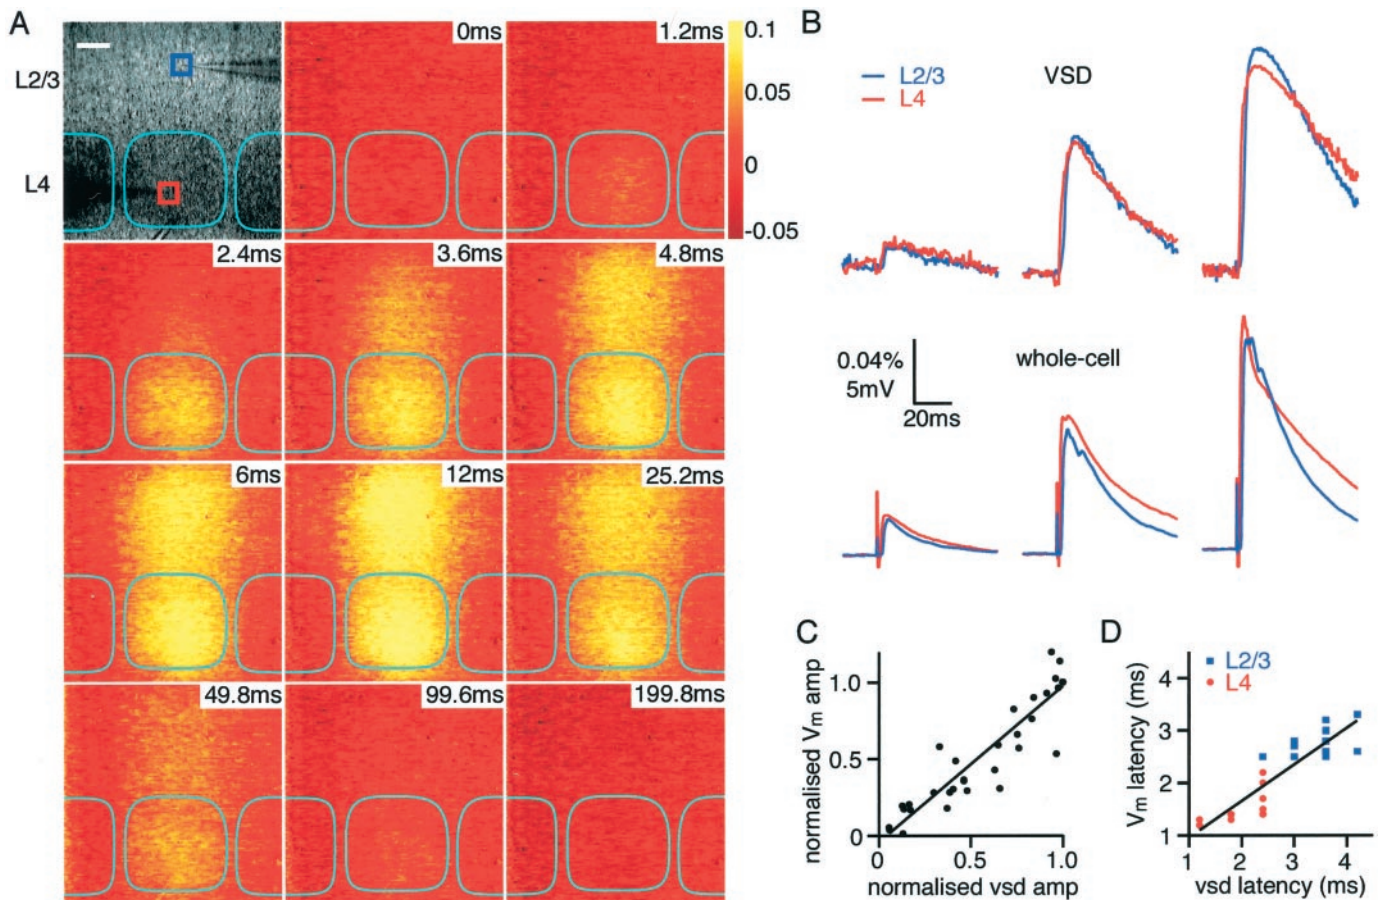 A
L2/3
L4
0ms
1.2ms
0.1
0.05
0
-0.05
2.4ms
3.6ms
4.8ms
6ms
12ms
25.2ms
49.8ms
99.6ms
199.8ms
B
L2/3
L4
VSD
whole-cell
0.04%
5mV
20ms
C
normalised Vm amp
1.0
0.5
0
0
0.5
1.0
normalised vsd amp
D
L2/3
L4
Vm latency (ms)
4
3
2
1
1
2
3
4
vsd latency (ms)